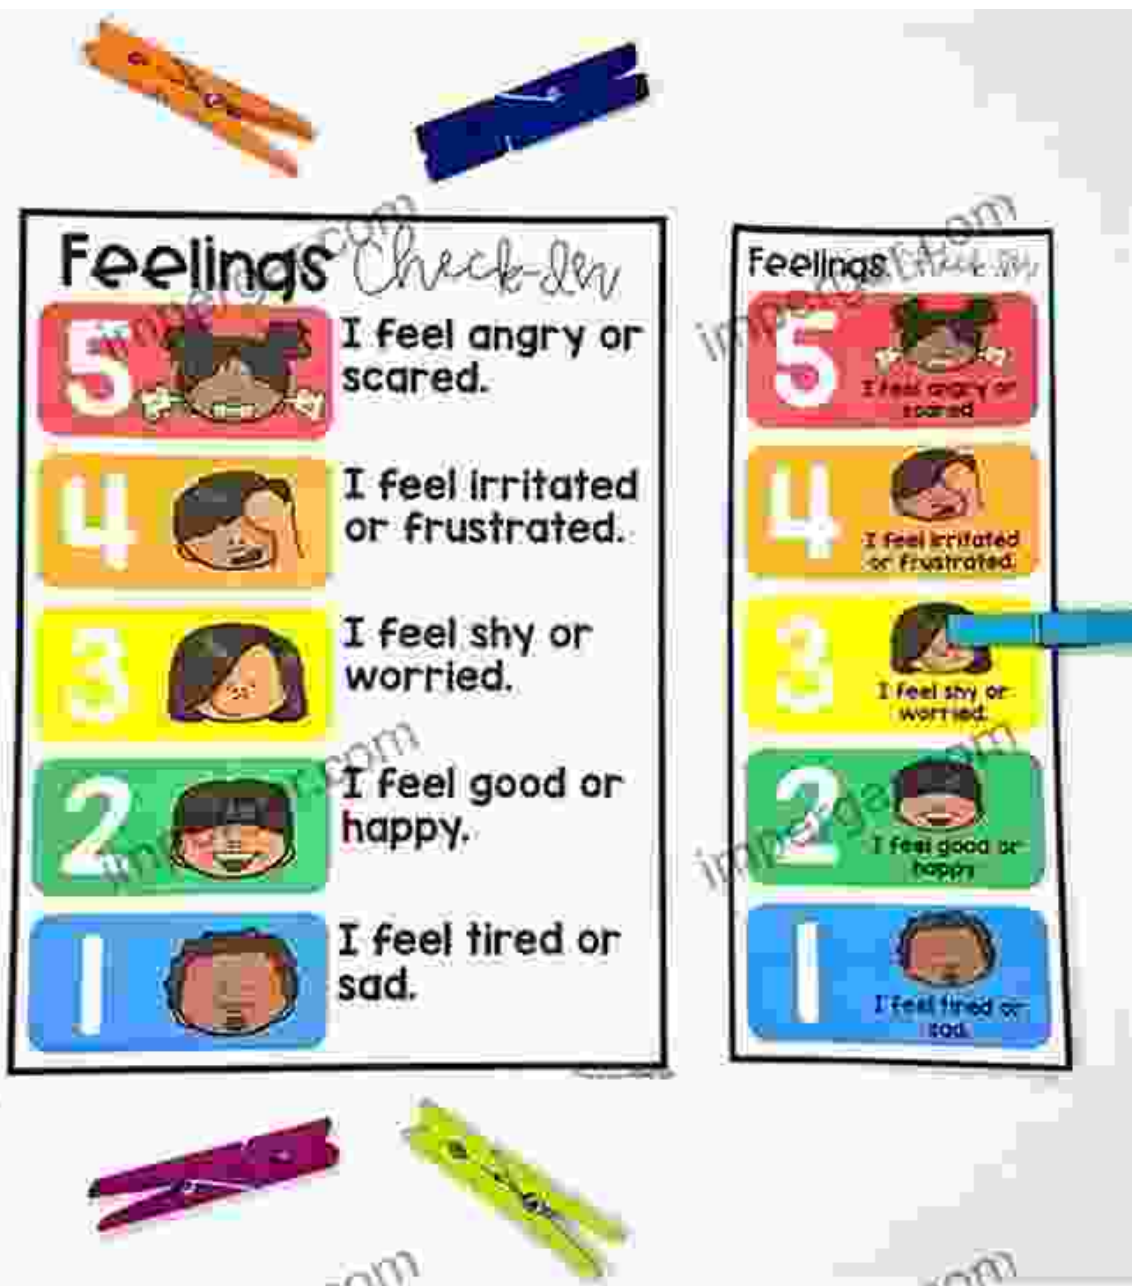 Feelings Check-In
5
I feel angry or
scared.
4
I feel irritated
or frustrated.
3
I feel shy or
worried.
2
I feel good or
happy.
1
I feel tired or
sad.
Feelings Check-In
5
I feel angry or
scared
4
I feel irritated
or frustrated.
3
I feel shy or
worried.
2
I feel good or
happy
1
I feel tired or
sad.